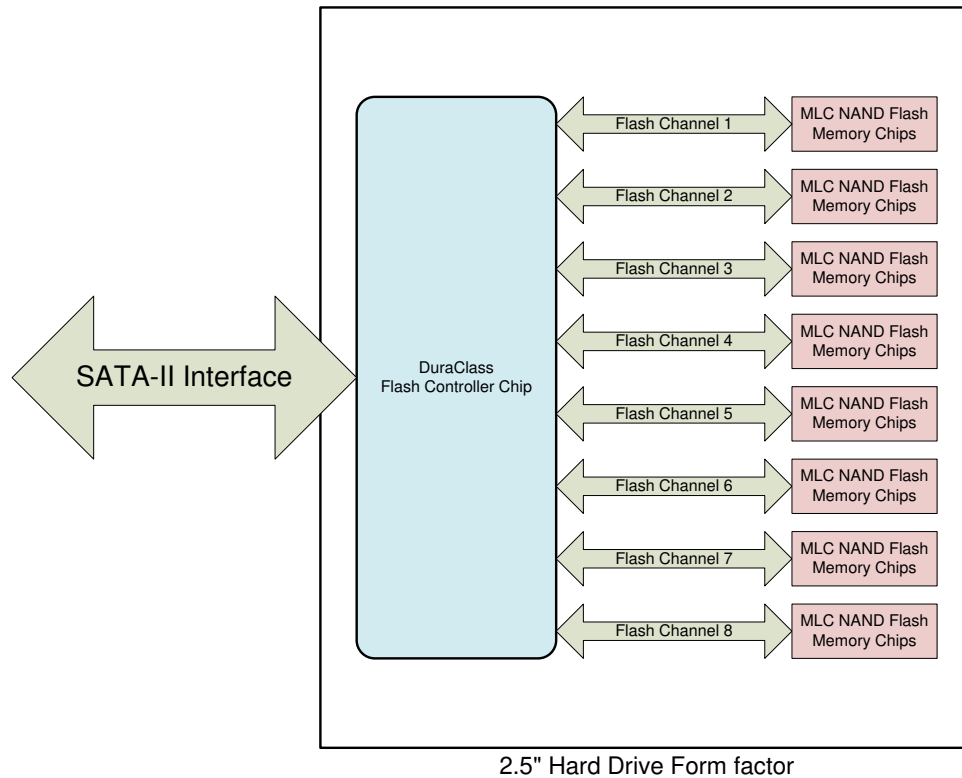 SATA-II Interface
DuraClass
Flash Controller Chip
Flash Channel 1
MLC NAND Flash
Memory Chips
Flash Channel 2
MLC NAND Flash
Memory Chips
Flash Channel 3
MLC NAND Flash
Memory Chips
Flash Channel 4
MLC NAND Flash
Memory Chips
Flash Channel 5
MLC NAND Flash
Memory Chips
Flash Channel 6
MLC NAND Flash
Memory Chips
Flash Channel 7
MLC NAND Flash
Memory Chips
Flash Channel 8
MLC NAND Flash
Memory Chips
2.5" Hard Drive Form factor